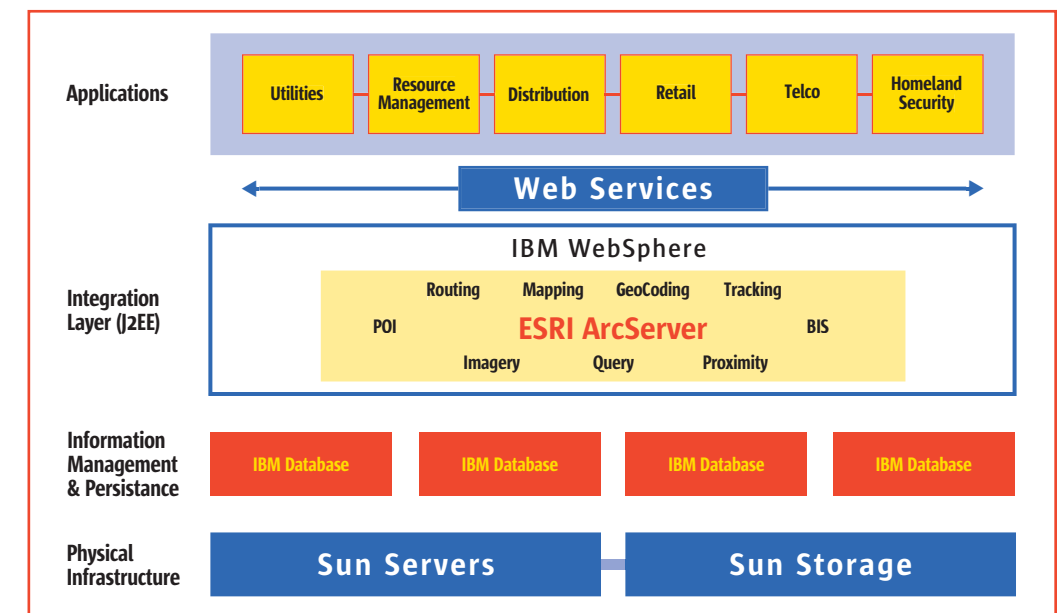 Applications
Utilities
Resource
Management
Distribution
Retail
Telco
Homeland
Security
Web Services
Integration
Layer (J2EE)
IBM WebSphere
Routing Mapping GeoCoding Tracking
POI ESRI ArcServer BIS
Imagery Query Proximity
Information
Management
& Persistance
IBM Database IBM Database IBM Database IBM Database
Physical
Infrastructure
Sun Servers Sun Storage